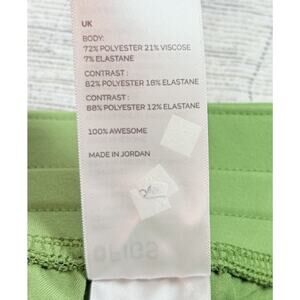 UK
BODY:
72% POLYESTER 21% VISCOSE
7% ELASTANE
CONTRAST :
82% POLYESTER 18% ELASTANE
CONTRAST :
88% POLYESTER 12% ELASTANE
100% AWESOME
MADE IN JORDAN